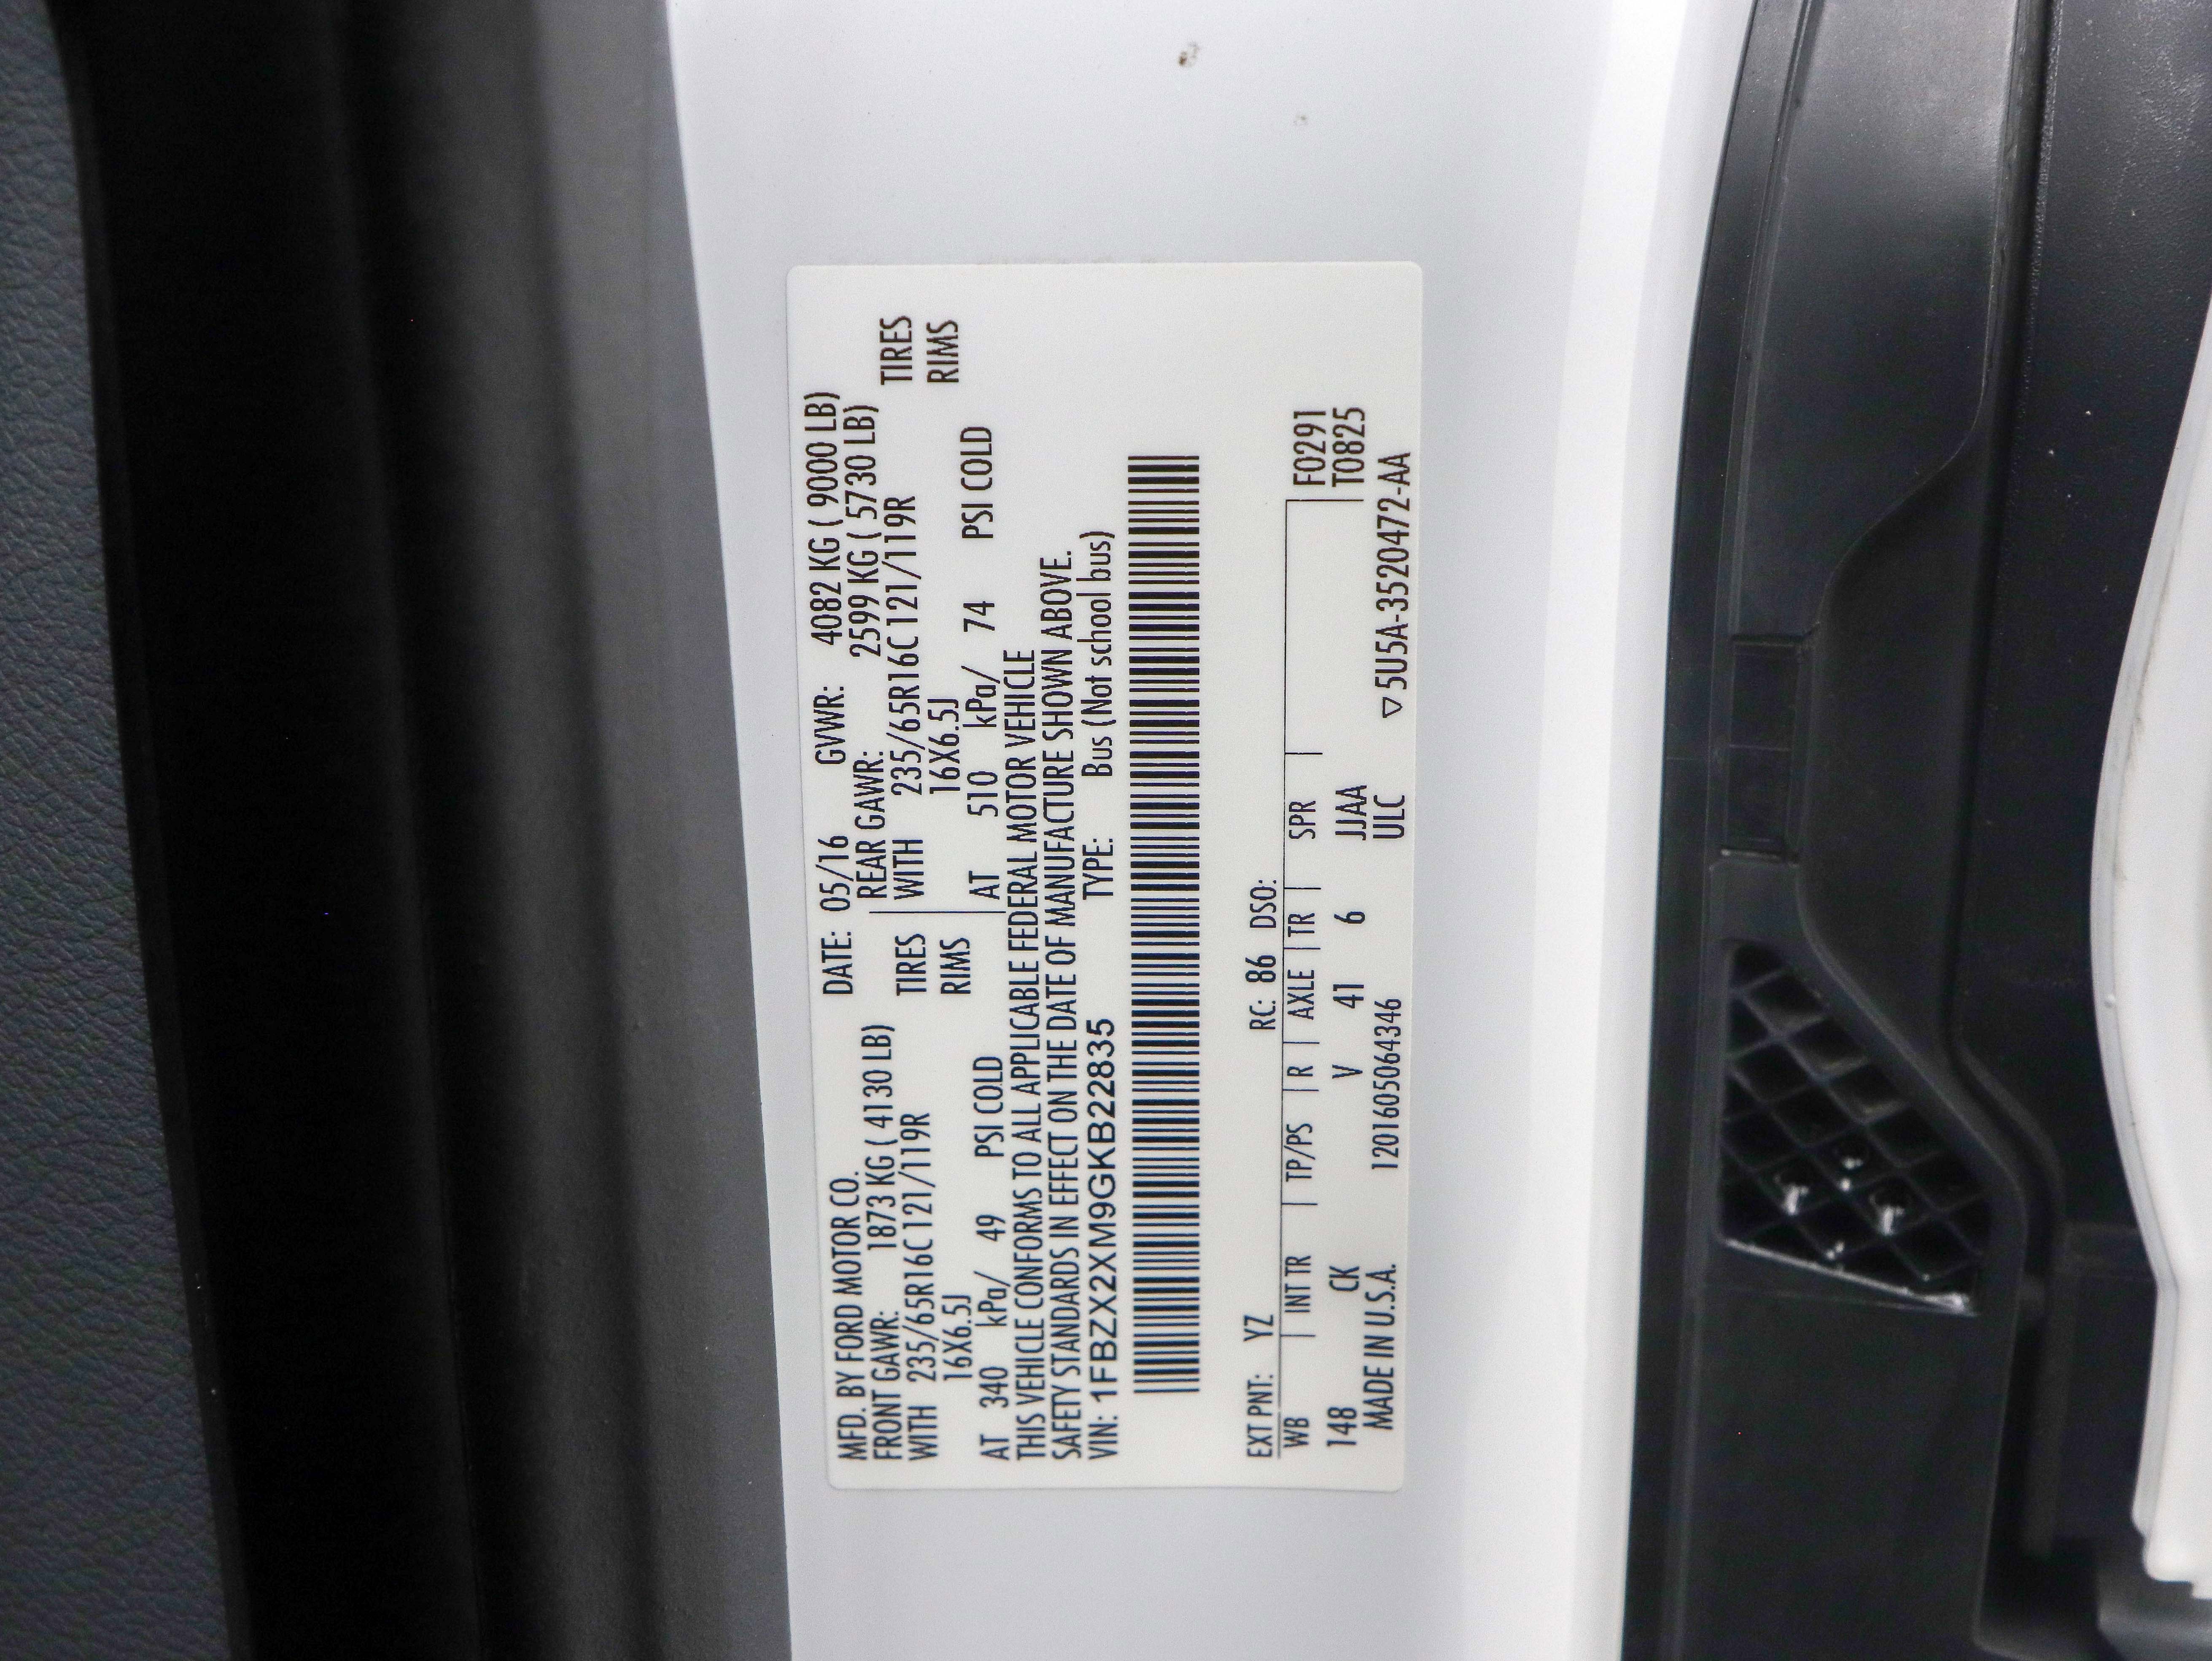 MFD. BY FORD MOTOR CO. DATE: 05/16 GVWR: 4082 KG ( 9000 LB)
FRONT GAWR: 1873 KG ( 4130 LB) REAR GAWR: 2599 KG ( 5730 LB)
WITH 235/65R16C 121/119R TIRES WITH 235/65R16C 121/119R TIRES
16X6.5J RIMS 16X6.5J RIMS
AT 340 kPa/ 49 PSI COLD AT 510 kPa/ 74 PSI COLD
THIS VEHICLE CONFORMS TO ALL APPLICABLE FEDERAL MOTOR VEHICLE
SAFETY STANDARDS IN EFFECT ON THE DATE OF MANUFACTURE SHOWN ABOVE.
VIN: 1FBZX2XM9GKB22835 TYPE: Bus (Not school bus)
EXT PNT: YZ RC: 86 DSO:
WB | INT TR | TP/PS | R | AXLE | TR | SPR | F0291
148 CK V 41 6 JJAA T0825
MADE IN U.S.A. 1201605064346 ULC ▽5U5A-3520472-AA